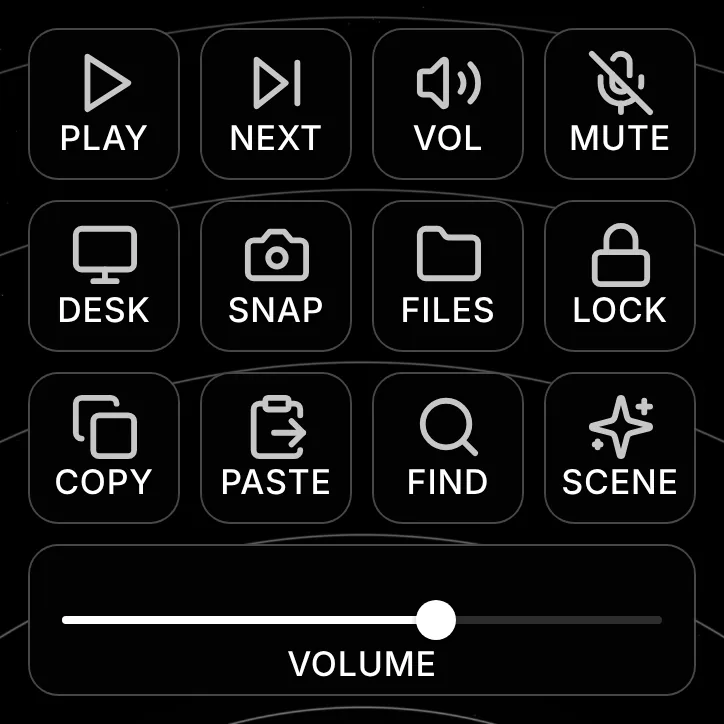 PLAY
NEXT
VOL
MUTE
DESK
SNAP
FILES
LOCK
COPY
PASTE
FIND
SCENE
VOLUME